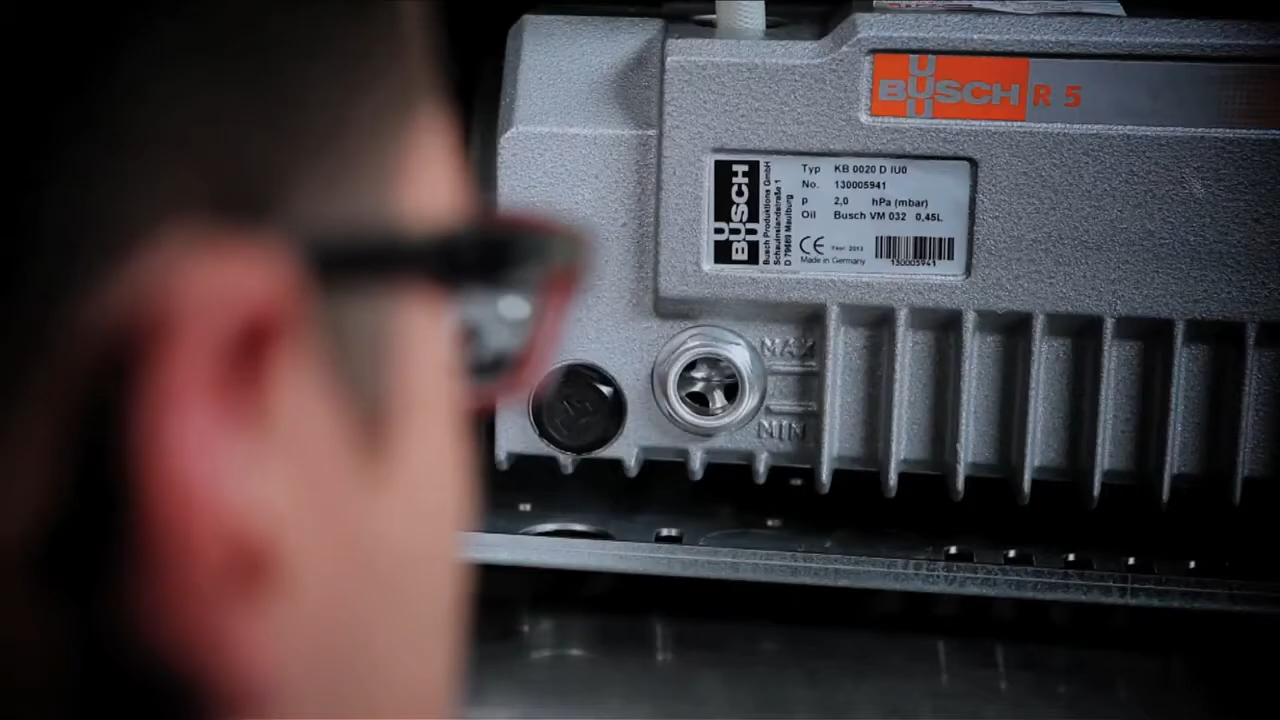 BUSCH R 5
BUSCH
Busch Produktions GmbH
Schauinslandstraße 1
D 79689 Maulburg
Typ KB 0020 D IU0
No. 130005941
p 2,0 hPa (mbar)
Oil Busch VM 032 0,45L
CE Year 2013
Made in Germany
130005941
MAX
MIN